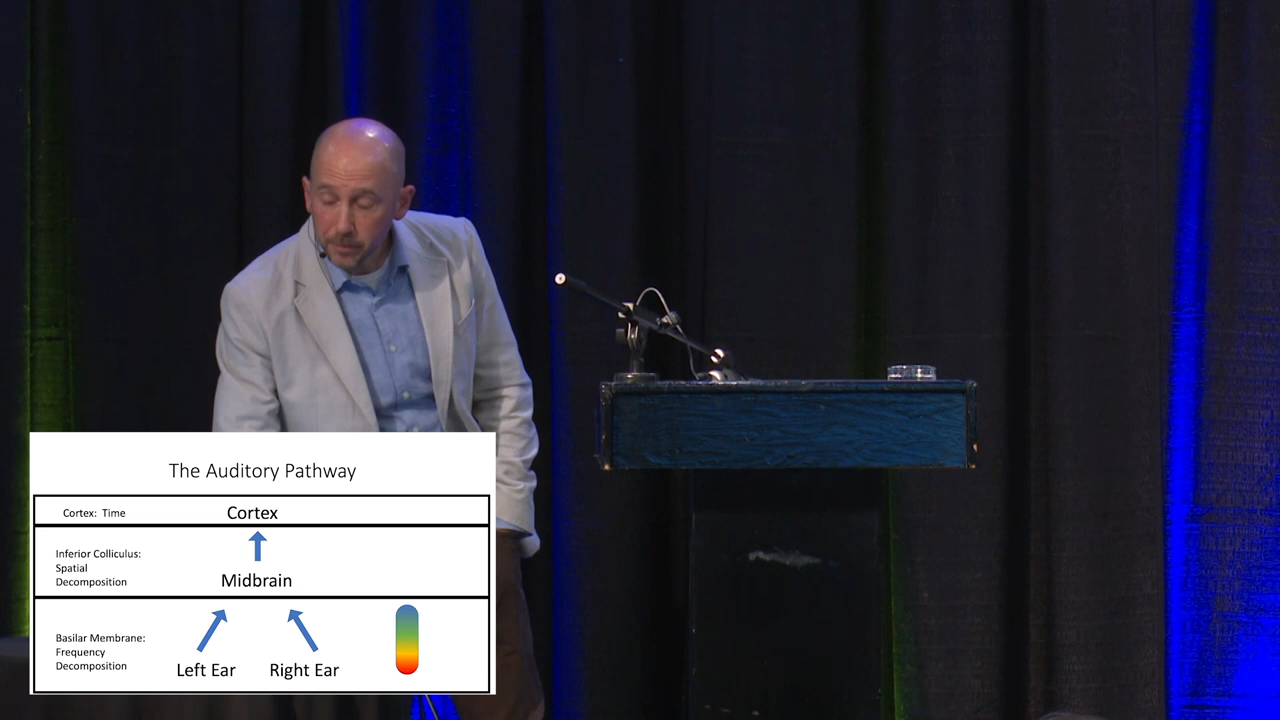 The Auditory Pathway
Cortex: Time
Cortex
Inferior Colliculus:
Spatial
Decomposition
Midbrain
Basilar Membrane:
Frequency
Decomposition
Left Ear
Right Ear